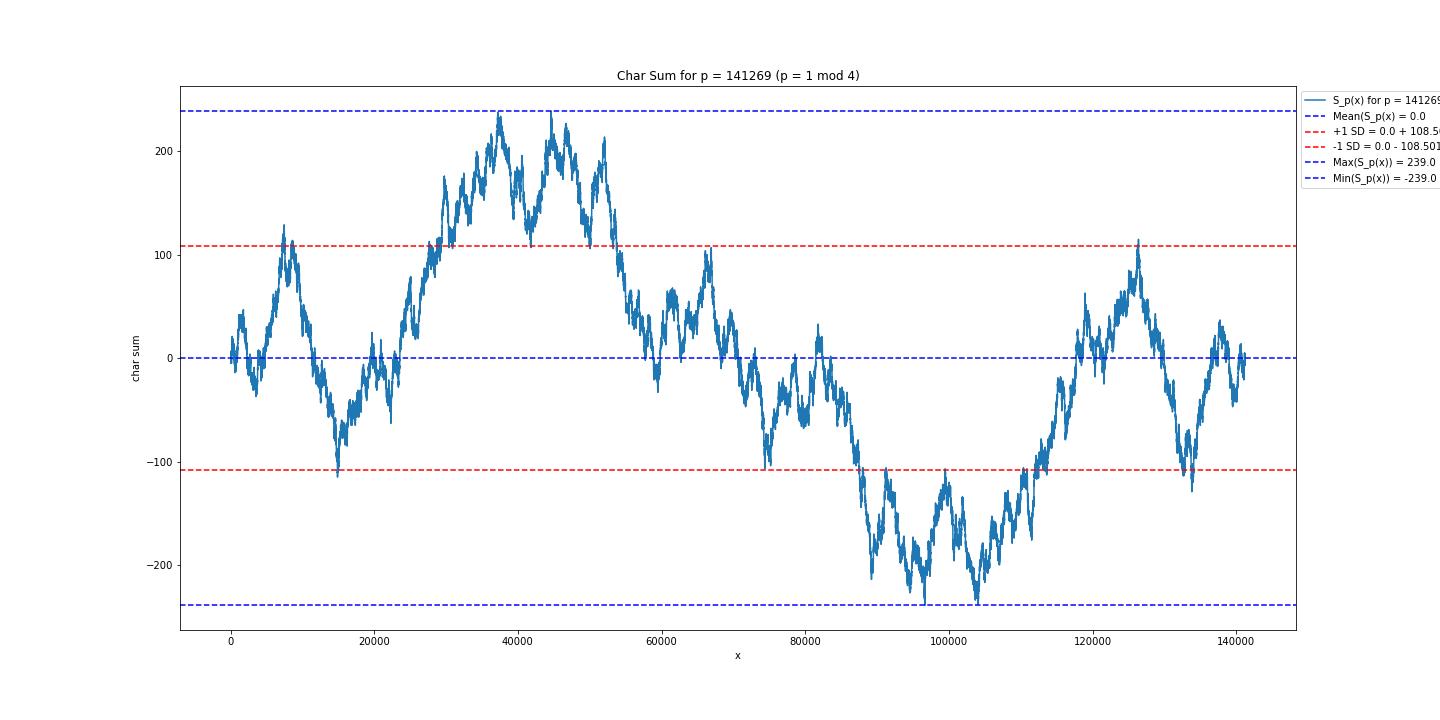 Char Sum for p = 141269 (p = 1 mod 4)
S_p(x) for p = 141269
Mean(S_p(x) = 0.0
+1 SD = 0.0 + 108.50
-1 SD = 0.0 - 108.501
Max(S_p(x)) = 239.0
Min(S_p(x)) = -239.0
char sum
200
100
0
−100
−200
0 20000 40000 60000 80000 100000 120000 140000
x